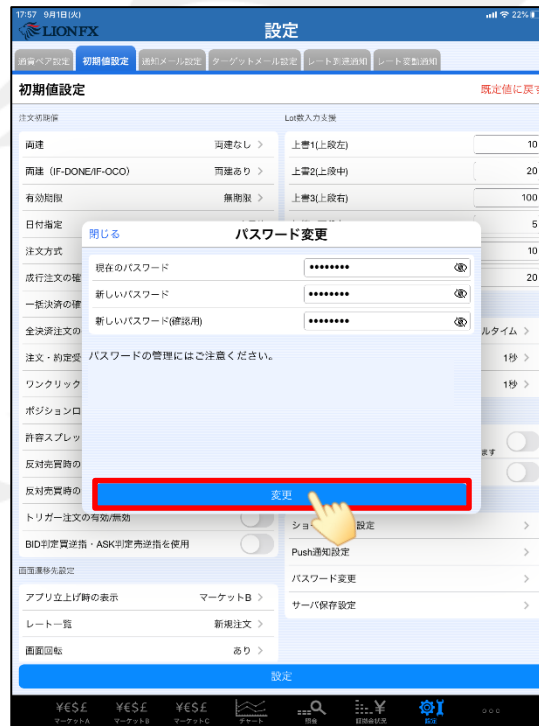 17:57 9月1日(火)
22%
LION FX
設定
通貨ペア設定
初期値設定
通知メール設定
ターゲットメール設定
レート到達通知
レート変動通知
初期値設定
既定値に戻す
注文初期値
Lot数入力支援
両建
両建なし
上書1(上段左)
10
両建(IF-DONE/IF-OCO)
両建あり
上書2(上段中)
20
有効期限
無期限
上書3(上段右)
100
日付指定
5
注文方式
10
成行注文の確
20
一括決済の確
全決済注文の
ルタイム
注文・約定受
1秒
ワンクリック
1秒
ポジションロ
許容スプレッ
ます
反対売買時の
反対売買時の
閉じる
パスワード変更
現在のパスワード
••••••••
新しいパスワード
••••••••
新しいパスワード(確認用)
••••••••
パスワードの管理にはご注意ください。
変更
トリガー注文の有効/無効
ショー
設定
BID判定買逆指・ASK判定売逆指を使用
Push通知設定
画面遷移先設定
パスワード変更
アプリ立上げ時の表示
マーケットB
サーバ保存設定
レート一覧
新規注文
画面回転
あり
設定
¥€$£
マーケットA
¥€$£
マーケットB
¥€$£
マーケットC
チャート
照会
証拠金状況
設定